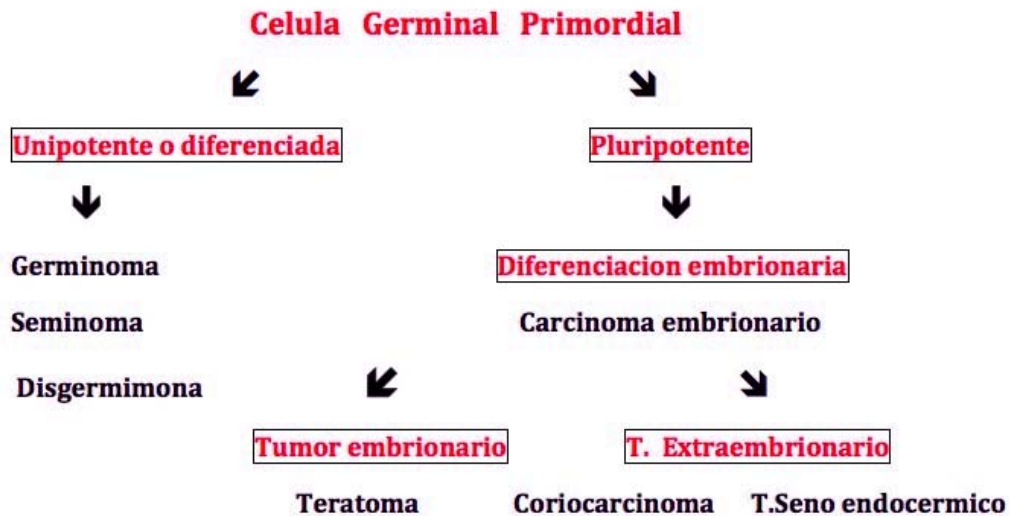 Celula Germinal Primordial
Unipotente o diferenciada
Pluripotente
Germinoma
Diferenciacion embrionaria
Seminoma
Carcinoma embrionario
Disgermimona
Tumor embrionario
T. Extraembrionario
Teratoma
Coriocarcinoma
T.Seno endocermico